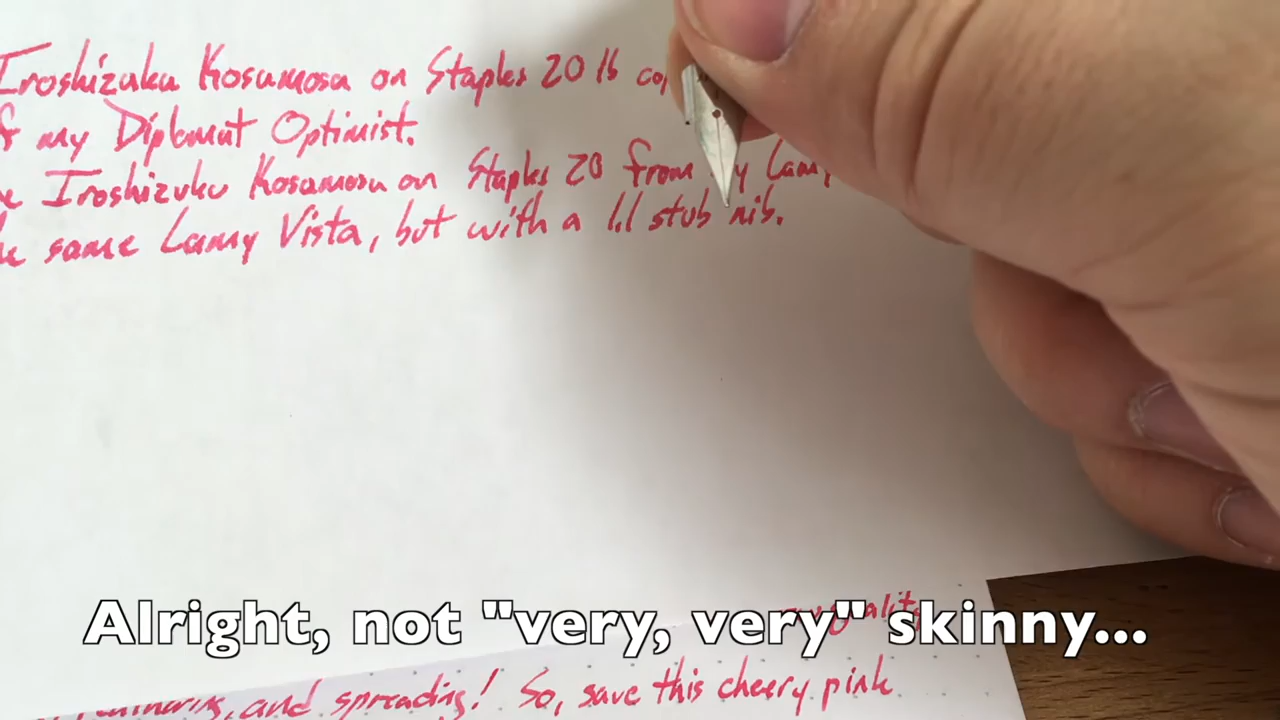 Iroshizuku Kosumosu on Staples 20 lb
my Diplomat Optimist.
Iroshizuku Kosumosu on Staples 20 from Lamy
same Lamy Vista, but with a 1.1 stub nib.
Alright, not "very, very" skinny...
and spreading! So, save this cheery pink